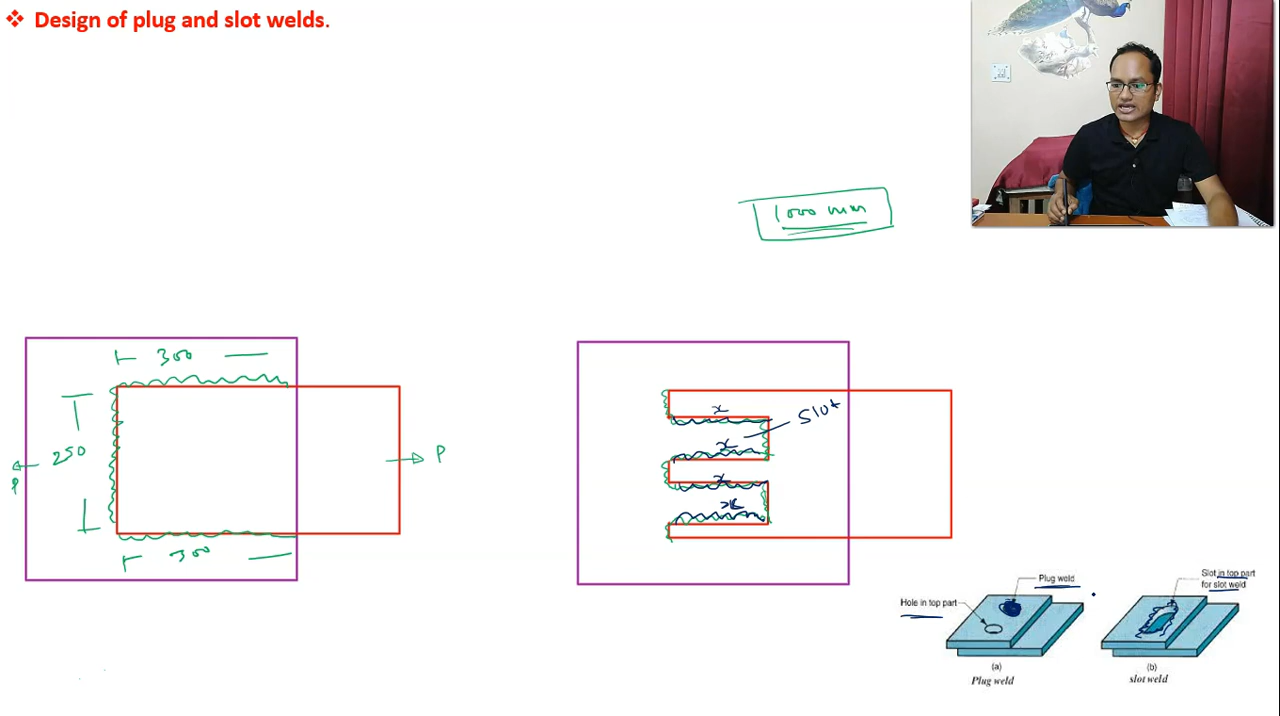 ❖ Design of plug and slot welds.
1000 mm
300
250
P
P
300
x
Slot
x
x
x
Plug weld
Hole in top part
Slot in top part
for slot weld
(a)
Plug weld
(b)
slot weld